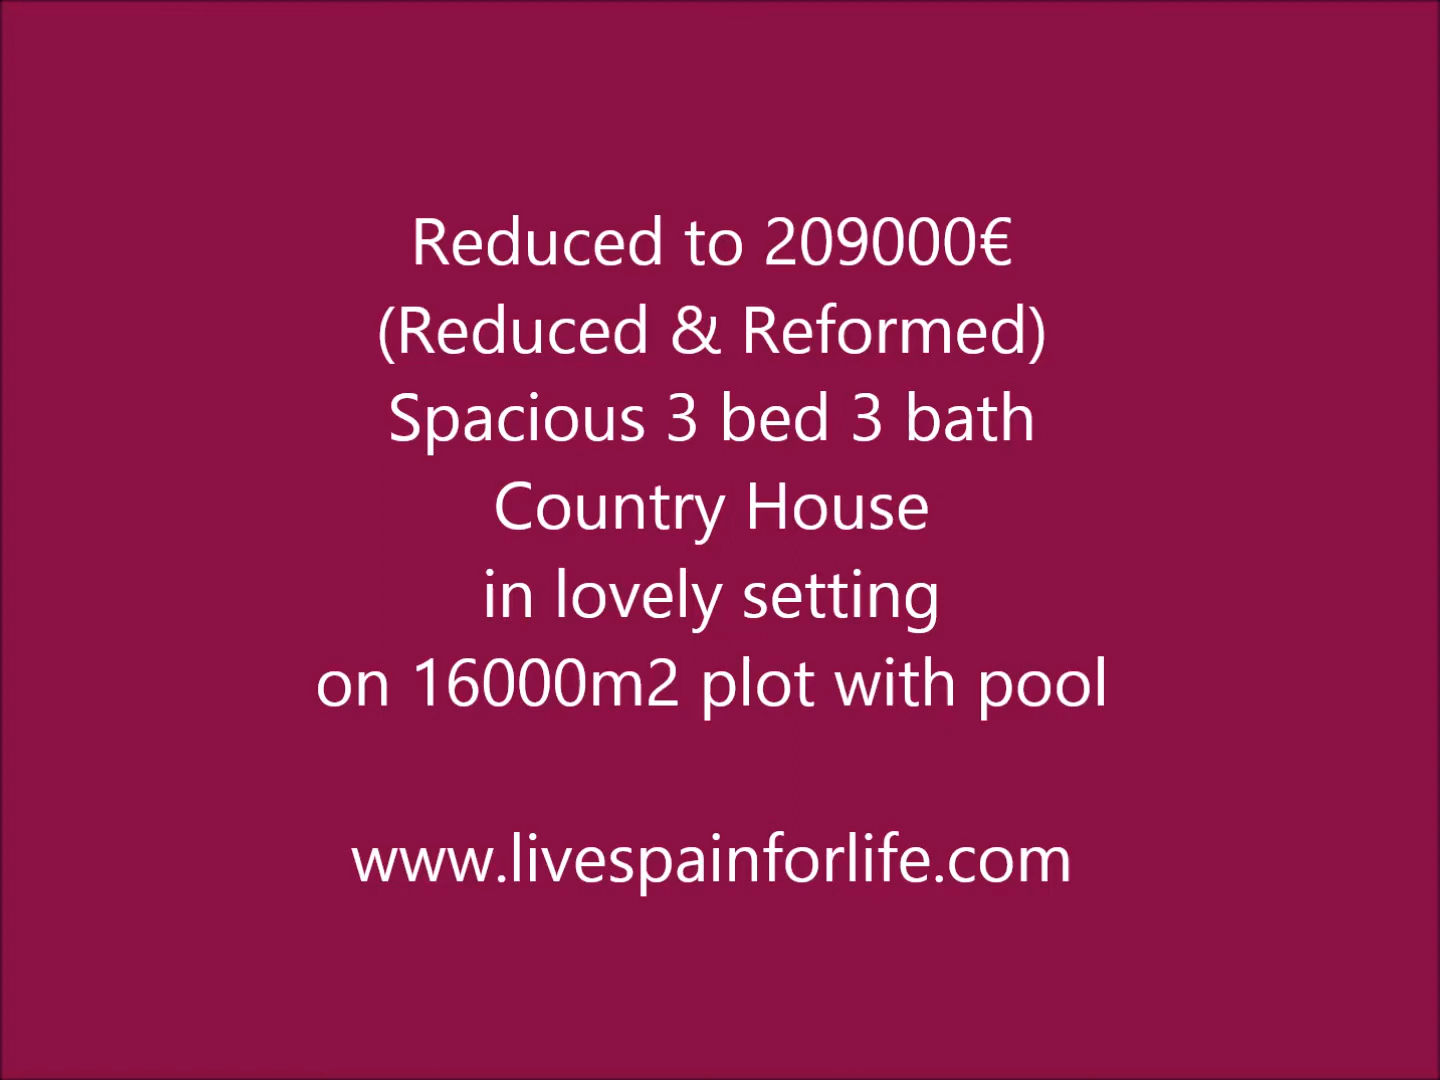 Reduced to 209000€
(Reduced & Reformed)
Spacious 3 bed 3 bath
Country House
in lovely setting
on 16000m2 plot with pool
www.livespainforlife.com